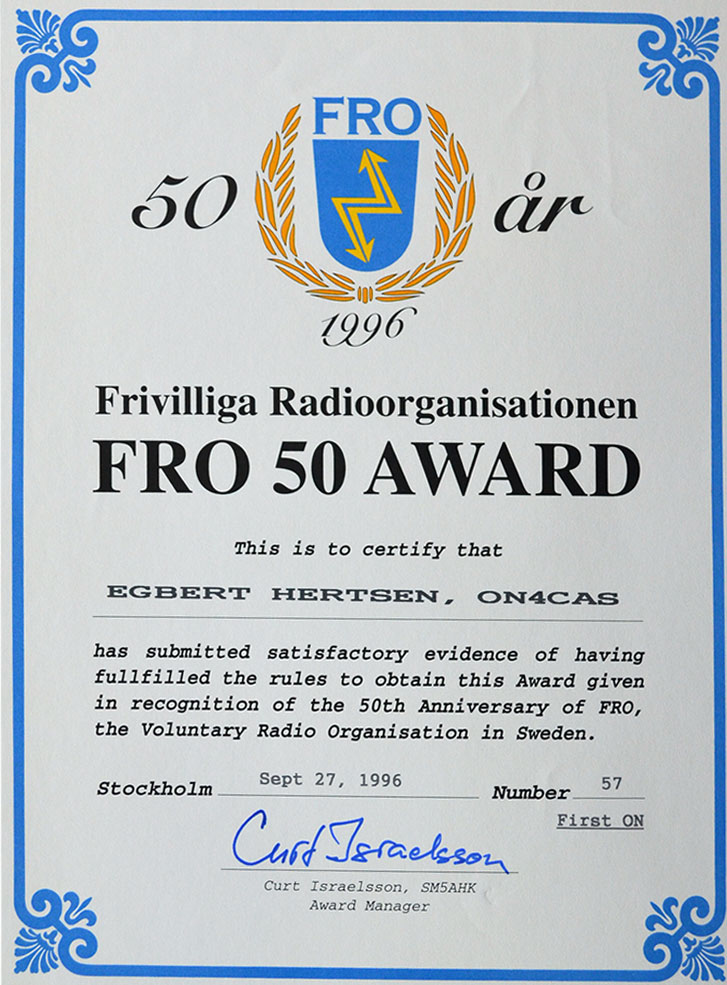 FRO
50 år
1996
Frivilliga Radioorganisationen
FRO 50 AWARD
This is to certify that
EGBERT HERTSEN, ON4CAS
has submitted satisfactory evidence of having
fullfilled the rules to obtain this Award given
in recognition of the 50th Anniversary of FRO,
the Voluntary Radio Organisation in Sweden.
Stockholm Sept 27, 1996 Number 57
First ON
Curt Israelsson
Curt Israelsson, SM5AHK
Award Manager